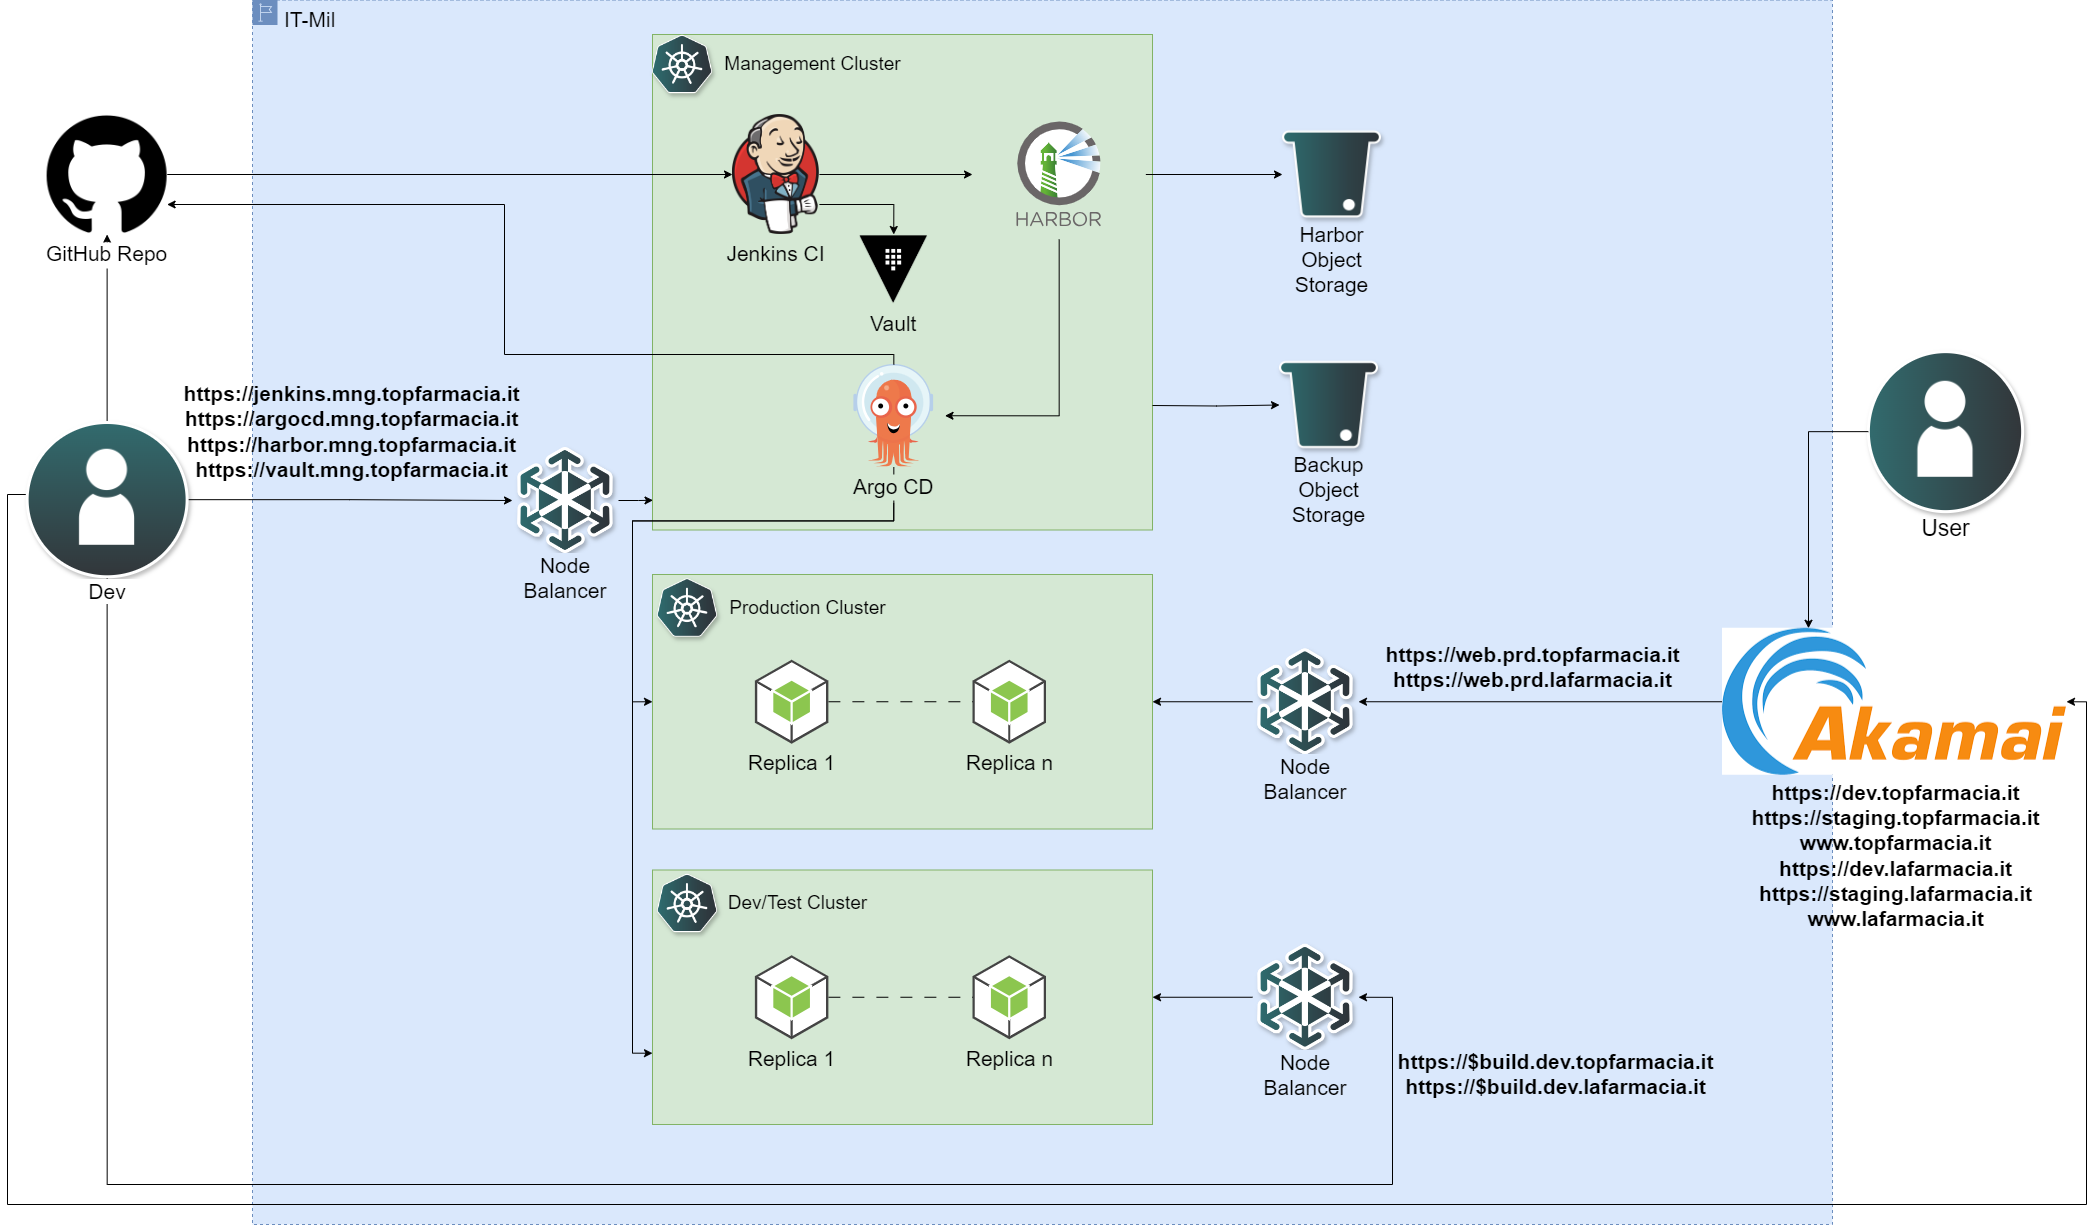 IT-Mil
Management Cluster
GitHub Repo
Jenkins CI
HARBOR
Harbor
Object
Storage
Vault
https://jenkins.mng.topfarmacia.it
https://argocd.mng.topfarmacia.it
https://harbor.mng.topfarmacia.it
https://vault.mng.topfarmacia.it
Argo CD
Backup
Object
Storage
User
Dev
Node
Balancer
Production Cluster
Replica 1
Replica n
Node
Balancer
https://web.prd.topfarmacia.it
https://web.prd.lafarmacia.it
Akamai
https://dev.topfarmacia.it
https://staging.topfarmacia.it
www.topfarmacia.it
https://dev.lafarmacia.it
https://staging.lafarmacia.it
www.lafarmacia.it
Dev/Test Cluster
Replica 1
Replica n
Node
Balancer
https://$build.dev.topfarmacia.it
https://$build.dev.lafarmacia.it